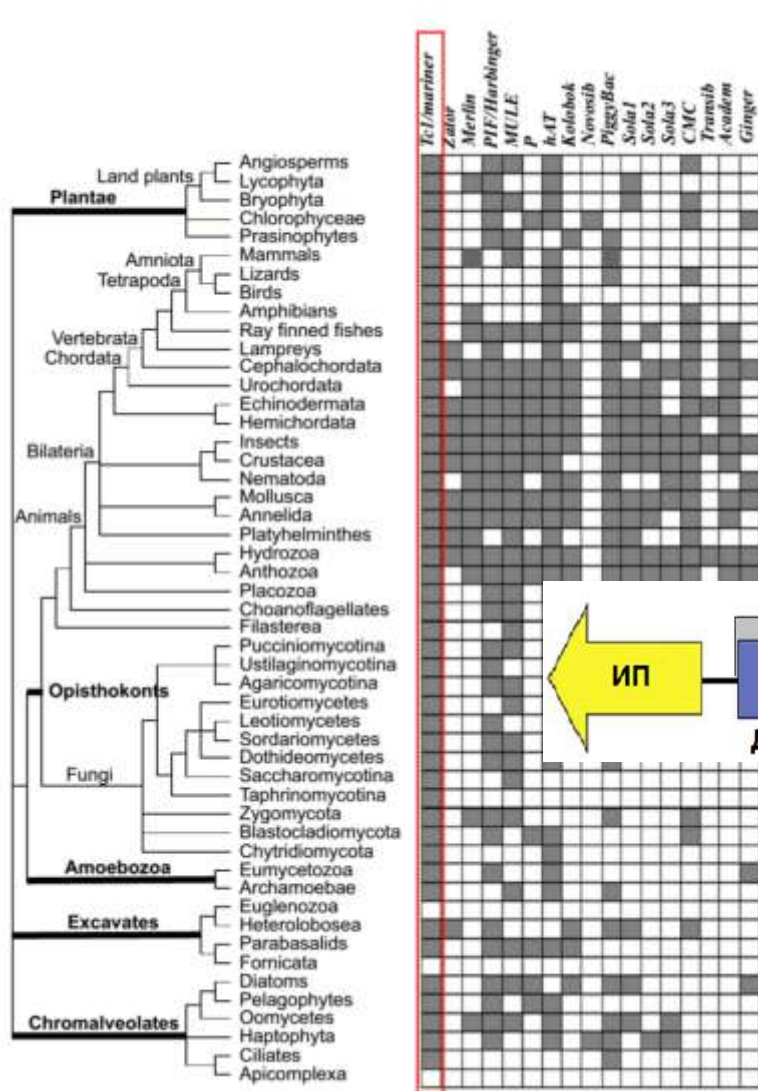 Tc1/mariner
Zator
Merlin
PIF/Harbinger
MULE
P
hAT
Kolobok
Novosib
PiggyBac
Sola1
Sola2
Sola3
CMC
Transib
Academ
Ginger
Angiosperms
Land plants
Lycophyta
Plantae
Bryophyta
Chlorophyceae
Prasinophytes
Mammals
Amniota
Lizards
Tetrapoda
Birds
Amphibians
Ray finned fishes
Vertebrata
Lampreys
Chordata
Cephalochordata
Urochordata
Echinodermata
Hemichordata
Insects
Bilateria
Crustacea
Nematoda
Mollusca
Animals
Annelida
Platyhelminthes
Hydrozoa
Anthozoa
Placozoa
Choanoflagellates
Filasterea
Pucciniomycotina
Ustilaginomycotina
Opisthokonts
Agaricomycotina
ИП
Eurotiomycetes
Leotiomycetes
Sordariomycetes
Dothideomycetes
Fungi
Saccharomycotina
Taphrinomycotina
Zygomycota
Blastocladiomycota
Chytridiomycota
Amoebozoa
Eumycetozoa
Archamoebae
Euglenozoa
Excavates
Heterolobosea
Parabasalids
Fornicata
Diatoms
Pelagophytes
Chromalveolates
Oomycetes
Haptophyta
Ciliates
Apicomplexa